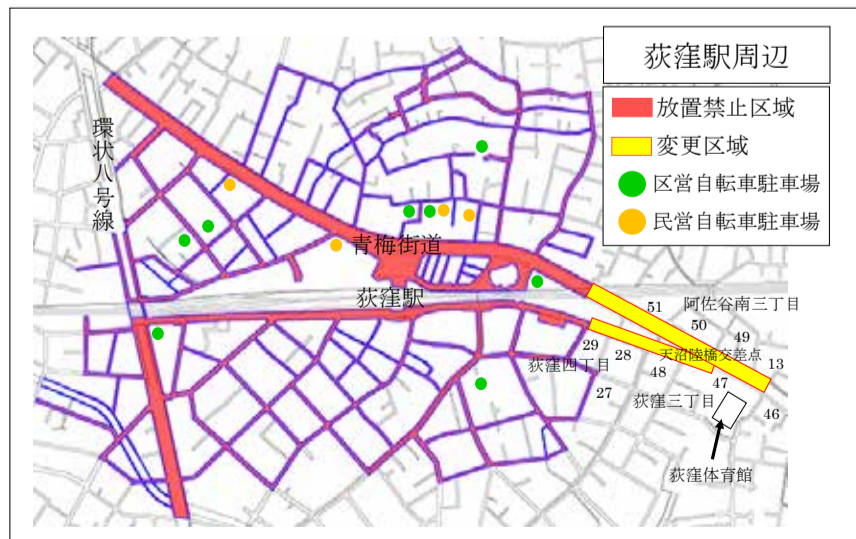 荻窪駅周辺
放置禁止区域
変更区域
区営自転車駐車場
民営自転車駐車場
環状八号線
青梅街道
荻窪駅
51
阿佐谷南三丁目
50
49
29
28
天沼陸橋交差点
13
荻窪四丁目
48
47
27
荻窪三丁目
46
荻窪体育館